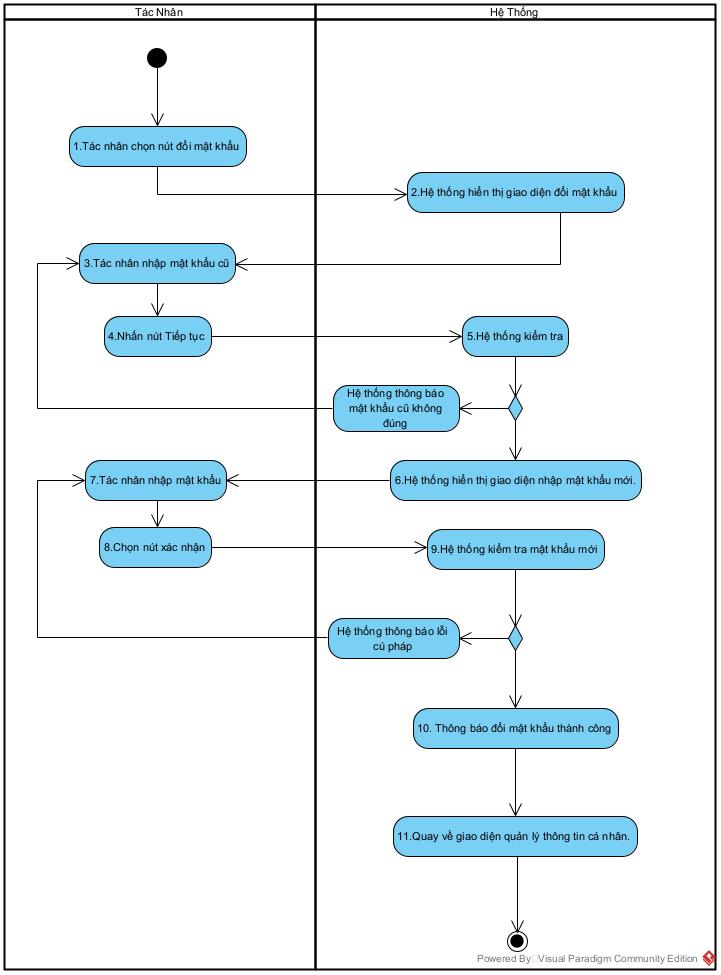 Tác Nhân
Hệ Thống
1.Tác nhân chọn nút đổi mật khẩu
2.Hệ thống hiển thị giao diện đổi mật khẩu
3.Tác nhân nhập mật khẩu cũ
4.Nhấn nút Tiếp tục
5.Hệ thống kiểm tra
Hệ thống thông báo
mật khẩu cũ không
đúng
7.Tác nhân nhập mật khẩu
6.Hệ thống hiển thị giao diện nhập mật khẩu mới.
8.Chọn nút xác nhận
9.Hệ thống kiểm tra mật khẩu mới
Hệ thống thông báo lỗi
cú pháp
10. Thông báo đổi mật khẩu thành công
11.Quay về giao diện quản lý thông tin cá nhân.
Powered By Visual Paradigm Community Edition